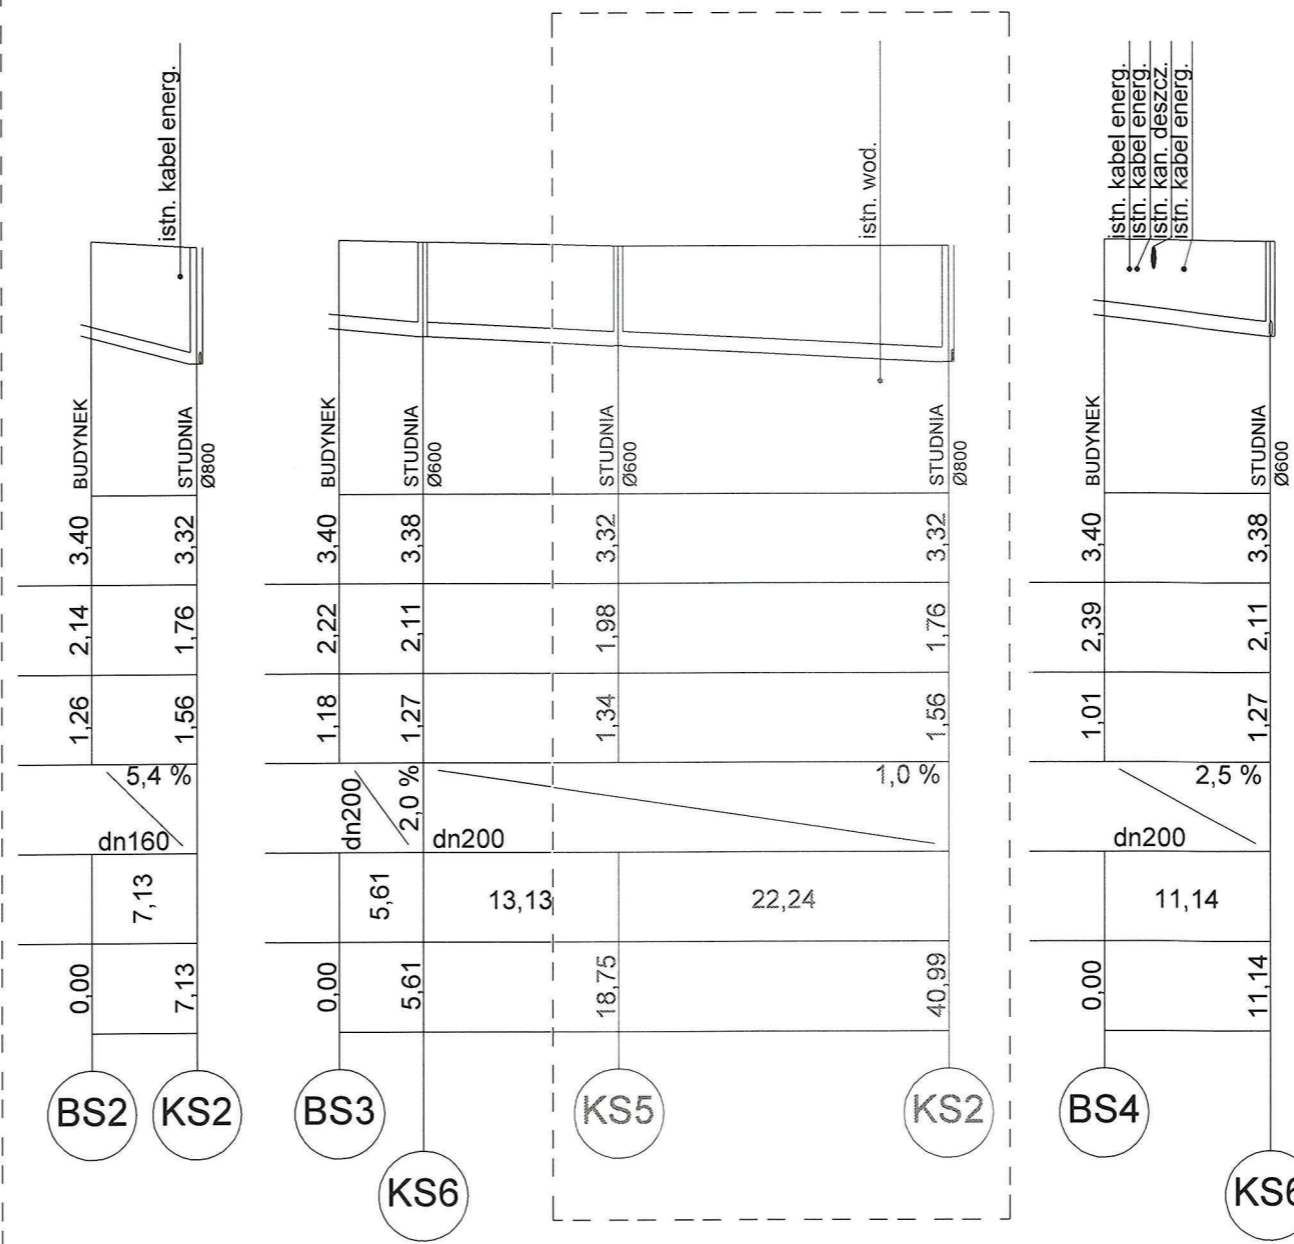 istn. kabel energ.
istn. wod.
istn. kabel energ.
istn. kabel energ.
istn. kan. deszcz.
istn. kabel energ.
BUDYNEK
STUDNIA
Ø800
BUDYNEK
STUDNIA
Ø600
STUDNIA
Ø600
STUDNIA
Ø800
BUDYNEK
STUDNIA
Ø600
3,40 3,32 3,40 3,38 3,32 3,32 3,40 3,38
2,14 1,76 2,22 2,11 1,98 1,76 2,39 2,11
1,26 1,56 1,18 1,27 1,34 1,56 1,01 1,27
5,4 %
dn160
dn200
2,0 %
dn200
1,0 %
2,5 %
dn200
7,13 5,61 13,13 22,24 11,14
0,00 7,13 0,00 5,61 18,75 40,99 0,00 11,14
BS2 KS2 BS3 KS5 KS2 BS4
KS6 KS6